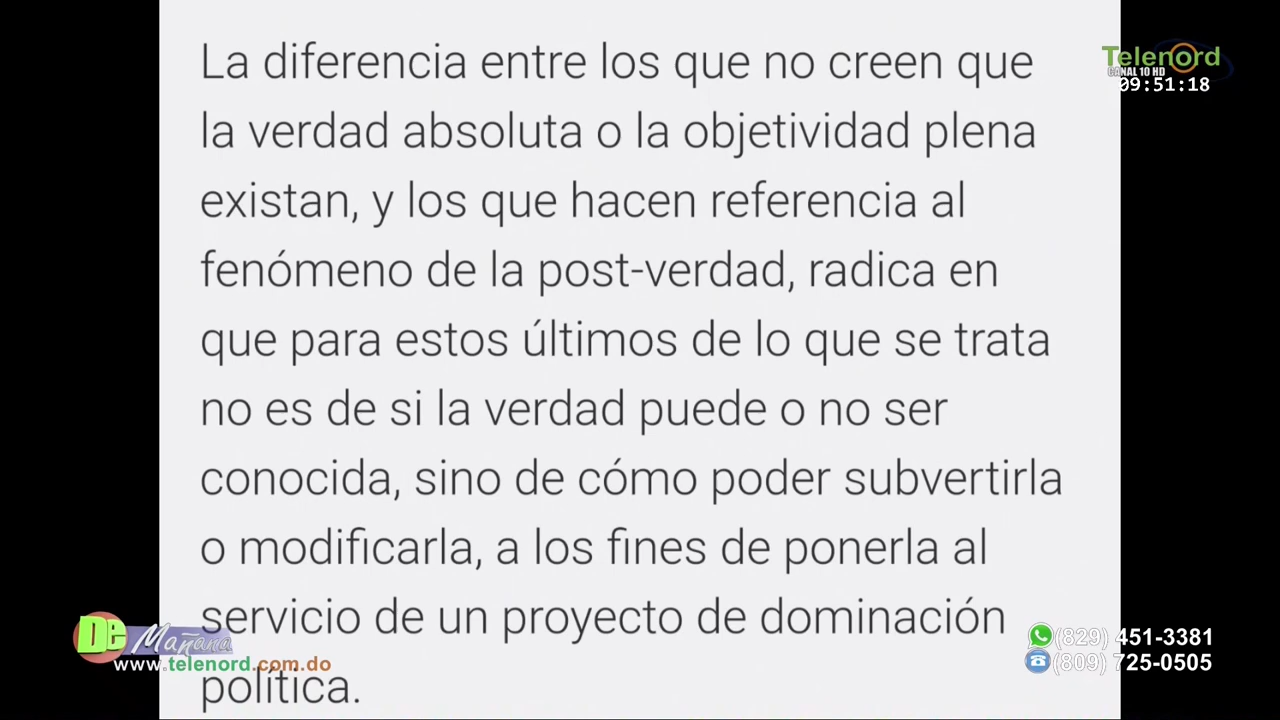 La diferencia entre los que no creen que
la verdad absoluta o la objetividad plena
existan, y los que hacen referencia al
fenómeno de la post-verdad, radica en
que para estos últimos de lo que se trata
no es de si la verdad puede o no ser
conocida, sino de cómo poder subvertirla
o modificarla, a los fines de ponerla al
servicio de un proyecto de dominación
política.
Telenord
CANAL 10 HD
09:51:18
De Mañana
www.telenord.com.do
(829) 451-3381
(809) 725-0505